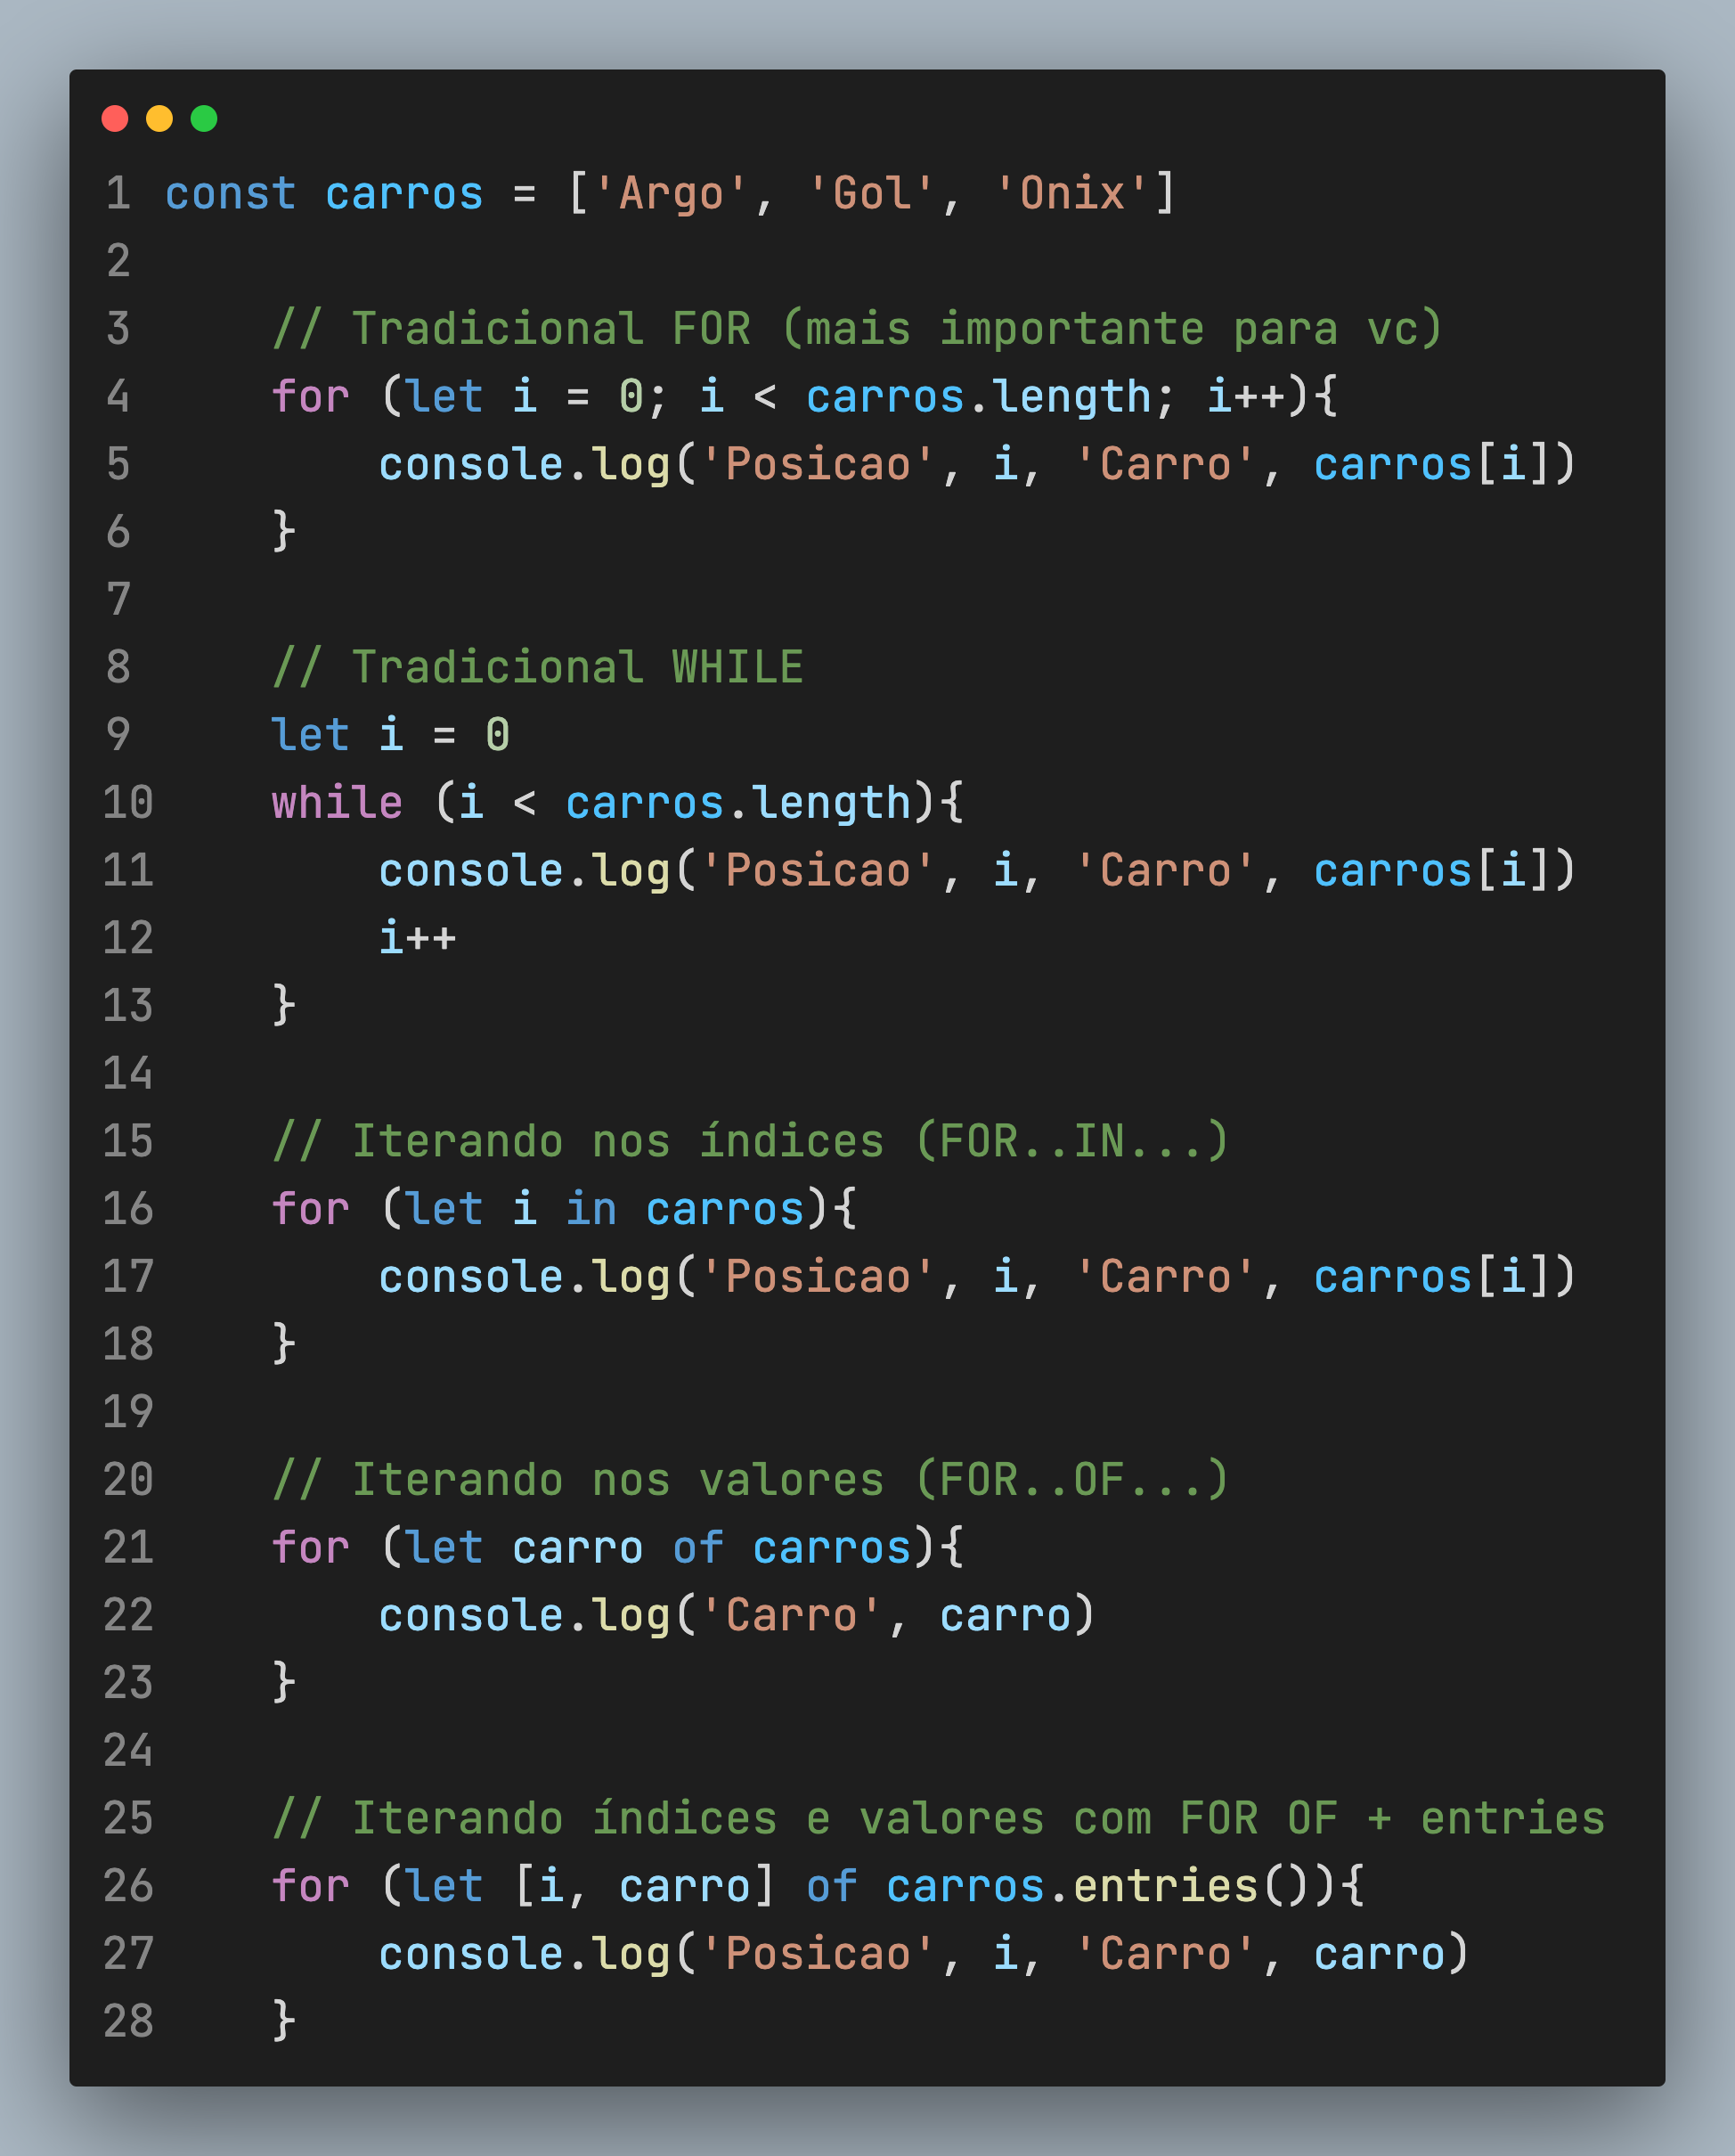 1 const carros = ['Argo', 'Gol', 'Onix']
2
3 // Tradicional FOR (mais importante para vc)
4 for (let i = 0; i < carros.length; i++){
5 console.log('Posicao', i, 'Carro', carros[i])
6 }
7
8 // Tradicional WHILE
9 let i = 0
10 while (i < carros.length){
11 console.log('Posicao', i, 'Carro', carros[i])
12 i++
13 }
14
15 // Iterando nos índices (FOR..IN...)
16 for (let i in carros){
17 console.log('Posicao', i, 'Carro', carros[i])
18 }
19
20 // Iterando nos valores (FOR..OF...)
21 for (let carro of carros){
22 console.log('Carro', carro)
23 }
24
25 // Iterando índices e valores com FOR OF + entries
26 for (let [i, carro] of carros.entries()){
27 console.log('Posicao', i, 'Carro', carro)
28 }